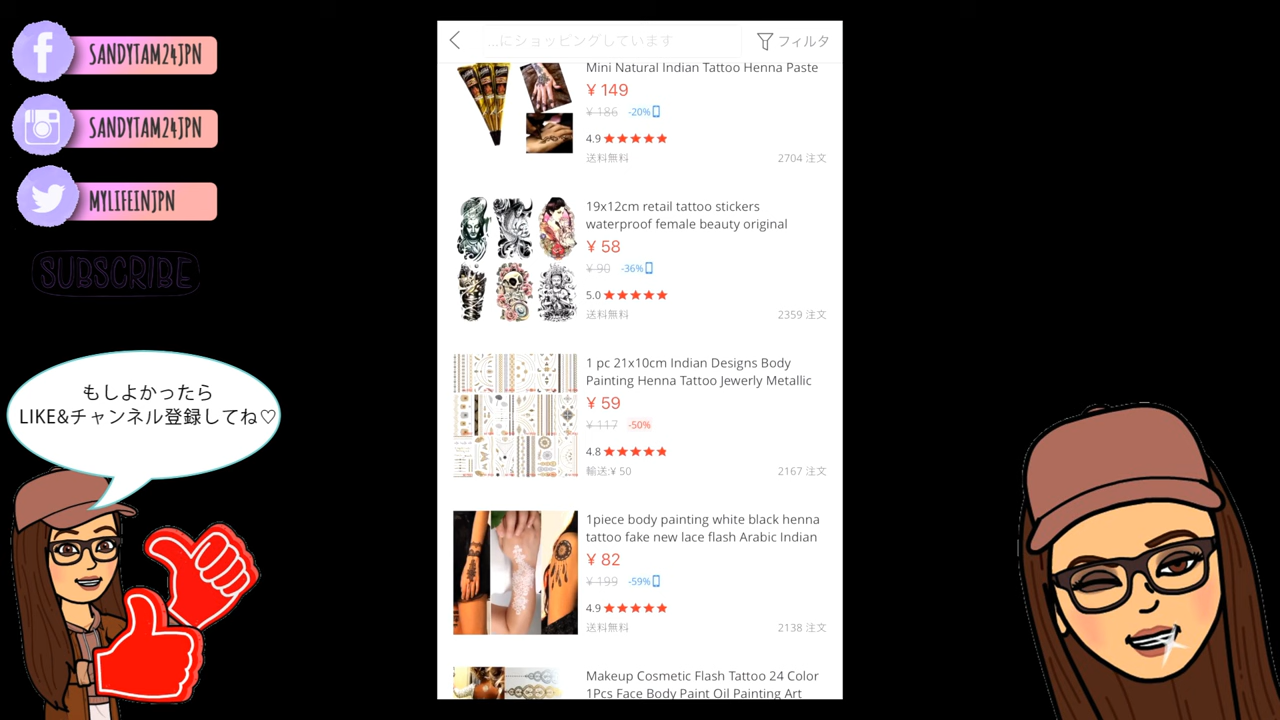 SANDYTAM24JPN
SANDYTAM24JPN
MYLIFEINJPN
SUBSCRIBE
もしよかったら
LIKE&チャンネル登録してね♡
...にショッピングしています
フィルタ
Mini Natural Indian Tattoo Henna Paste
¥ 149
¥ 186 -20%
4.9
送料無料 2704 注文
19x12cm retail tattoo stickers
waterproof female beauty original
¥ 58
¥ 90 -36%
5.0
送料無料 2359 注文
1 pc 21x10cm Indian Designs Body
Painting Henna Tattoo Jewerly Metallic
¥ 59
¥ 117 -50%
4.8
輸送:¥ 50 2167 注文
1piece body painting white black henna
tattoo fake new lace flash Arabic Indian
¥ 82
¥ 199 -59%
4.9
送料無料 2138 注文
Makeup Cosmetic Flash Tattoo 24 Color
1Pcs Face Body Paint Oil Painting Art